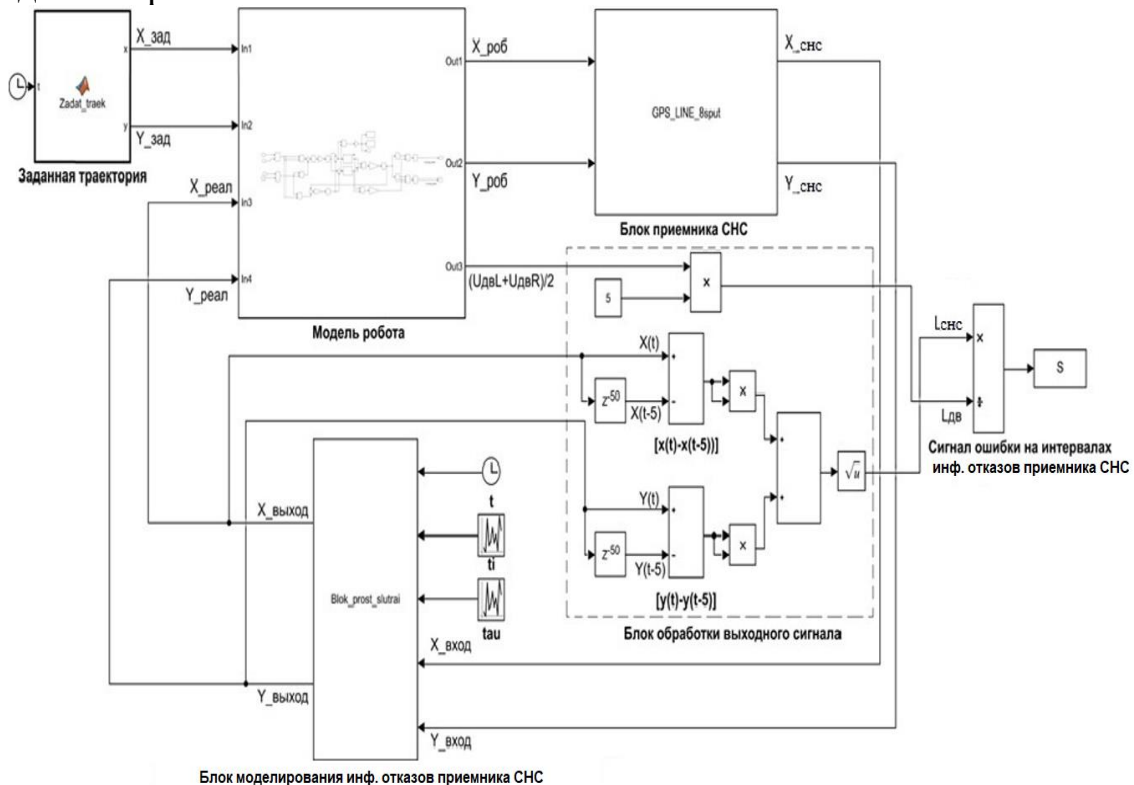 X_зад
In1
x
t
Zadat_traek
y
In2
Y_зад
Заданная траектория
X_реал
In3
In4
Y_реал
Out1
Out2
Out3
Модель робота
X_роб
Y_роб
(UдвL+UдвR)/2
GPS_LINE_8sput
Блок приемника СНС
X_снс
Y_снс
5
x
X(t)
+
z-50
-
X(t-5)
x
[x(t)-x(t-5))]
+
+
√u
Y(t)
+
z-50
-
Y(t-5)
x
[y(t)-y(t-5)]
Блок обработки выходного сигнала
Lснс
x
Lдв
÷
S
Сигнал ошибки на интервалах
инф. отказов приемника СНС
X_выход
Y_выход
Blok_prost_slutrai
t
ti
tau
X_вход
Y_вход
Блок моделирования инф. отказов приемника СНС